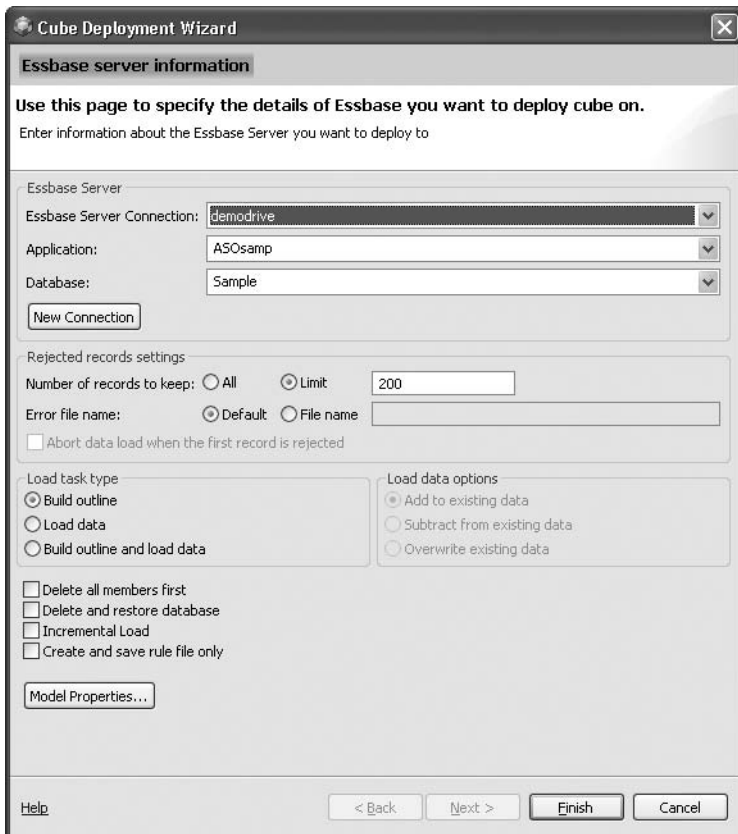 Cube Deployment Wizard
Essbase server information
Use this page to specify the details of Essbase you want to deploy cube on.
Enter information about the Essbase Server you want to deploy to
Essbase Server
Essbase Server Connection: demodrive
Application: ASOsamp
Database: Sample
New Connection
Rejected records settings
Number of records to keep: All Limit 200
Error file name: Default File name
Abort data load when the first record is rejected
Load task type
Build outline
Load data
Build outline and load data
Load data options
Add to existing data
Subtract from existing data
Overwrite existing data
Delete all members first
Delete and restore database
Incremental Load
Create and save rule file only
Model Properties...
Help < Back Next > Finish Cancel